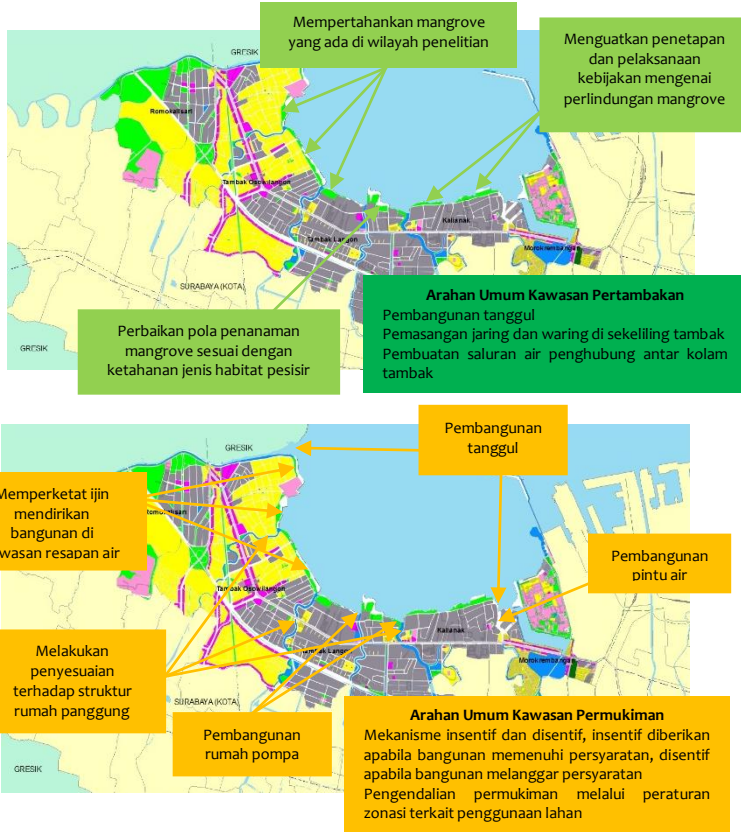 Mempertahankan mangrove
yang ada di wilayah penelitian
Menguatkan penetapan
dan pelaksanaan
kebijakan mengenai
perlindungan mangrove
GRESIK
Romokalisari
Tambak Osowilangon
Tambak Langon
Kalianak
Morokrembangan
SURABAYA (KOTA)
GRESIK
Perbaikan pola penanaman
mangrove sesuai dengan
ketahanan jenis habitat pesisir
Arahan Umum Kawasan Pertambakan
Pembangunan tanggul
Pemasangan jaring dan waring di sekeliling tambak
Pembuatan saluran air penghubung antar kolam
tambak
Pembangunan
tanggul
GRESIK
Memperketat ijin
mendirikan
bangunan di
wasan resapan air
Tambak Osowilangon
Pembangunan
pintu air
Kalianak
Tambak Langon
Morokrembangan
Melakukan
penyesuaian
terhadap struktur
rumah panggung
SURABAYA (KOTA)
Pembangunan
rumah pompa
GRESIK
Arahan Umum Kawasan Permukiman
Mekanisme insentif dan disentif, insentif diberikan
apabila bangunan memenuhi persyaratan, disentif
apabila bangunan melanggar persyaratan
Pengendalian permukiman melalui peraturan
zonasi terkait penggunaan lahan